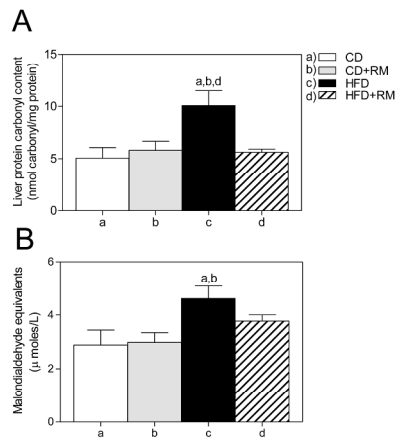 A
Liver protein carbonyl content
(nmol carbonyl/mg protein)
15
10
5
0
a,b,d
a b c d
a) CD
b) CD+RM
c) HFD
d) HFD+RM
B
Malondialdehyde equivalents
(μ moles/L)
6
4
2
0
a,b
a b c d